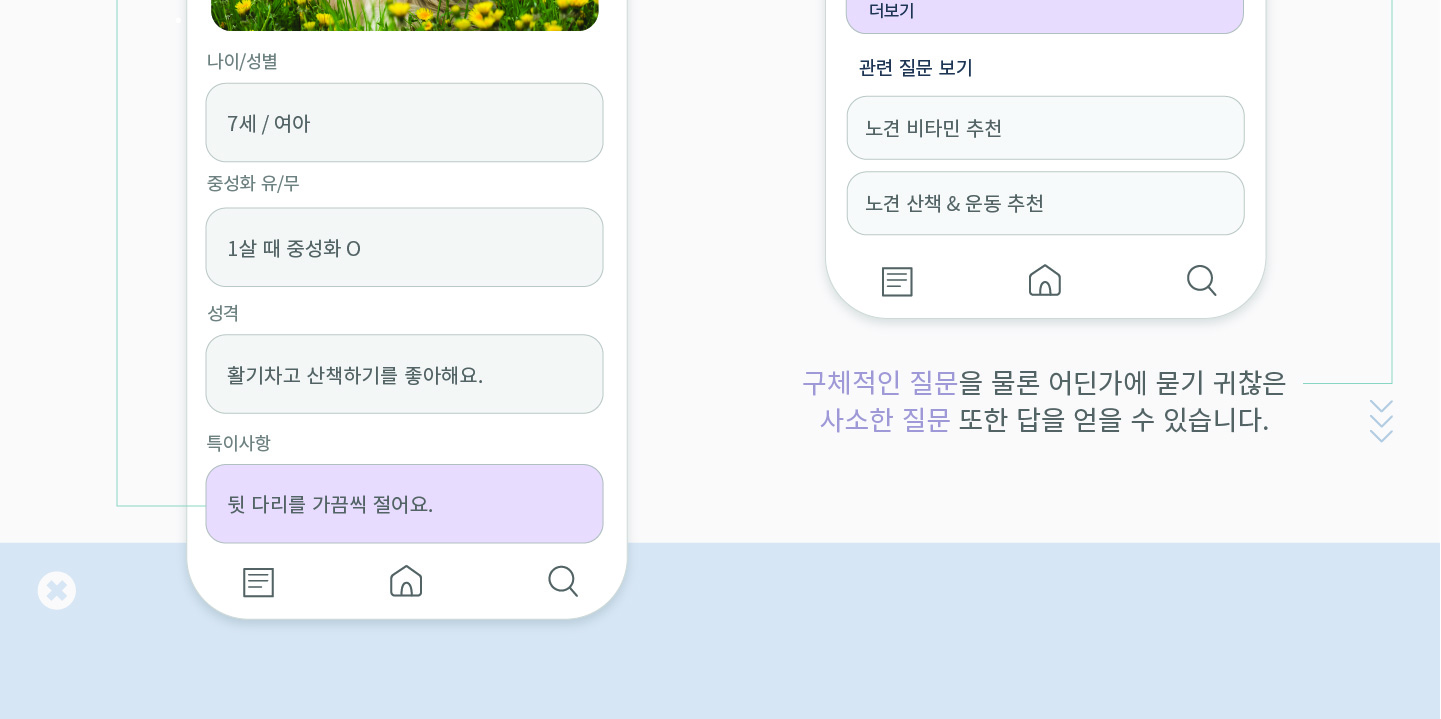 나이/성별
7세 / 여아
중성화 유/무
1살 때 중성화 O
성격
활기차고 산책하기를 좋아해요.
특이사항
뒷 다리를 가끔씩 절어요.
더보기
관련 질문 보기
노견 비타민 추천
노견 산책 & 운동 추천
구체적인 질문을 물론 어딘가에 묻기 귀찮은
사소한 질문 또한 답을 얻을 수 있습니다.